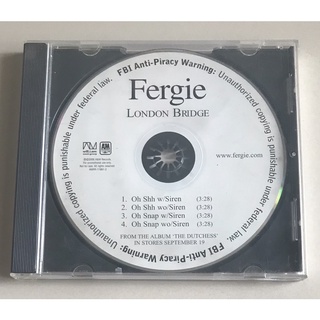 FBI Anti-Piracy Warning: Unauthorized copying is punishable under federal law.
Fergie
LONDON BRIDGE
www.fergie.com
1. Oh Shh w/Siren (3:28)
2. Oh Shh wo/Siren (3:28)
3. Oh Snap w/Siren (3:28)
4. Oh Snap wo/Siren (3:28)
FROM THE ALBUM 'THE DUTCHESS'
IN STORES SEPTEMBER 19
FBI Anti-Piracy Warning: Unauthorized copying is punishable under federal law.